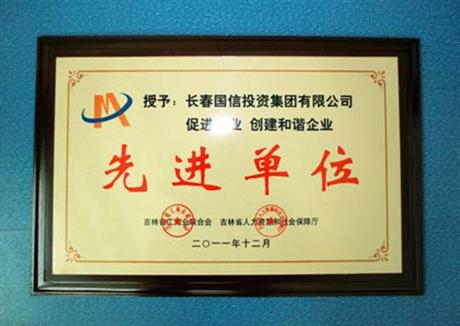 授予：长春国信投资集团有限公司
促进就业 创建和谐企业
先进单位
吉林省工商业联合会 吉林省人力资源和社会保障厅
二〇一一年十二月